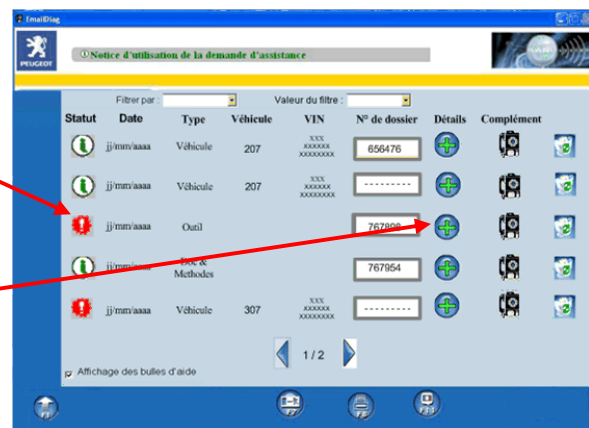 EmailDiag
PEUGEOT
Notice d'utilisation de la demande d'assistance
Filtrer par : Valeur du filtre :
Statut Date Type Véhicule VIN N° de dossier Détails Complément
jj/mm/aaaa Véhicule 207 xxx xxxxxx xxxxxxxx 656476
jj/mm/aaaa Véhicule 207 xxx xxxxxx xxxxxxxx ---------
jj/mm/aaaa Outil 767898
jj/mm/aaaa Doc & Methodes 767954
jj/mm/aaaa Véhicule 307 xxx xxxxxx xxxxxxxx ---------
1 / 2
Affichage des bulles d'aide